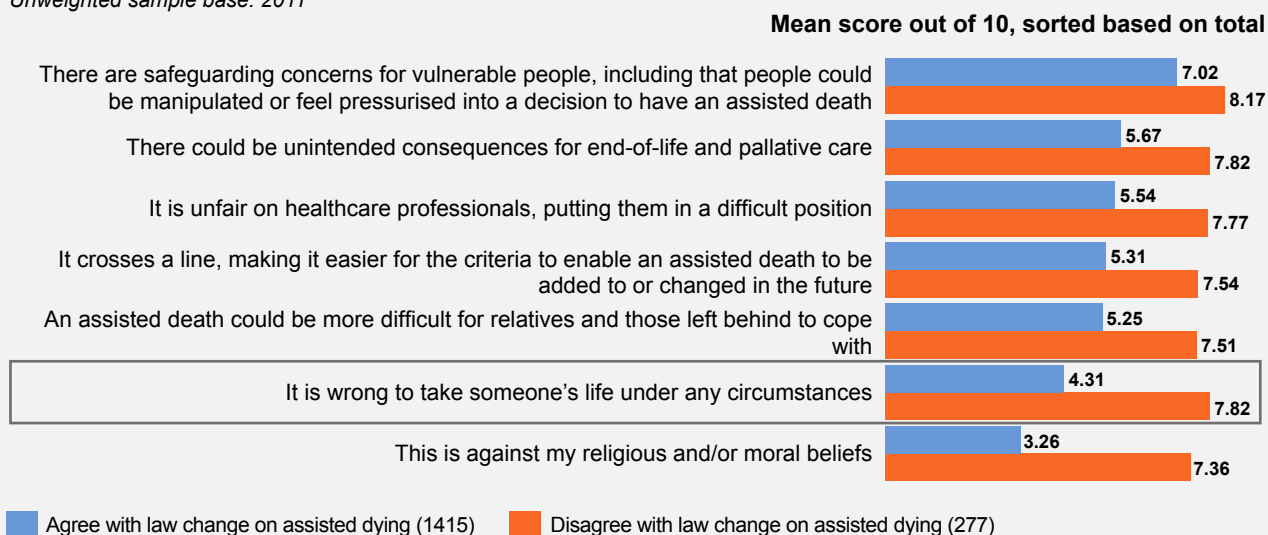 Unweighted sample base: 2011
Mean score out of 10, sorted based on total
There are safeguarding concerns for vulnerable people, including that people could
be manipulated or feel pressurised into a decision to have an assisted death
7.02
8.17
There could be unintended consequences for end-of-life and pallative care
5.67
7.82
It is unfair on healthcare professionals, putting them in a difficult position
5.54
7.77
It crosses a line, making it easier for the criteria to enable an assisted death to be
added to or changed in the future
5.31
7.54
An assisted death could be more difficult for relatives and those left behind to cope
with
5.25
7.51
It is wrong to take someone’s life under any circumstances
4.31
7.82
This is against my religious and/or moral beliefs
3.26
7.36
Agree with law change on assisted dying (1415)
Disagree with law change on assisted dying (277)